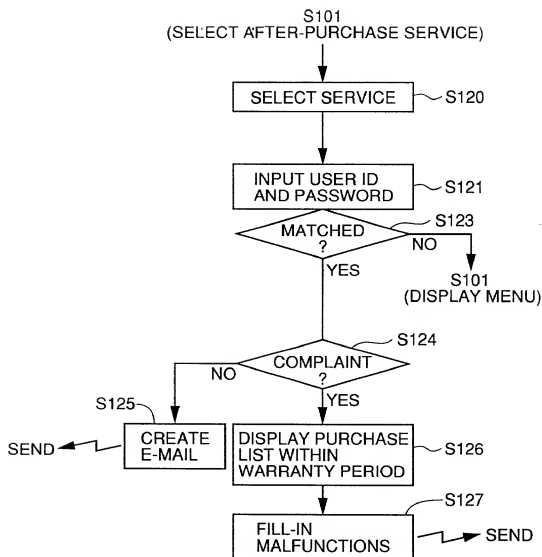 S101
(SELECT AFTER-PURCHASE SERVICE)
SELECT SERVICE
S120
INPUT USER ID
AND PASSWORD
S121
MATCHED
?
S123
NO
YES
S101
(DISPLAY MENU)
COMPLAINT
?
S124
NO
YES
S125
CREATE
E-MAIL
SEND
DISPLAY PURCHASE
LIST WITHIN
WARRANTY PERIOD
S126
S127
FILL-IN
MALFUNCTIONS
SEND